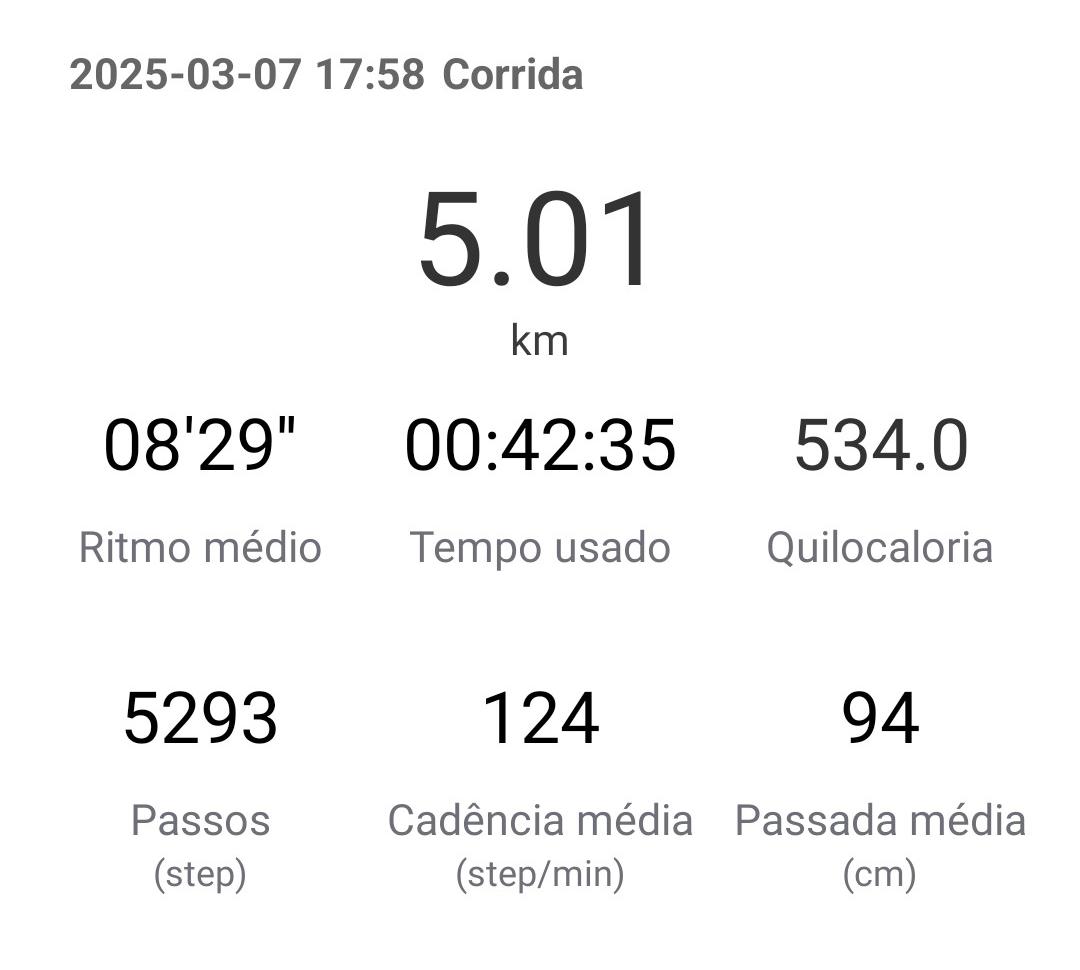 2025-03-07 17:58 Corrida
5.01
km
08'29" 00:42:35 534.0
Ritmo médio Tempo usado Quilocaloria
5293 124 94
Passos Cadência média Passada média
(step) (step/min) (cm)